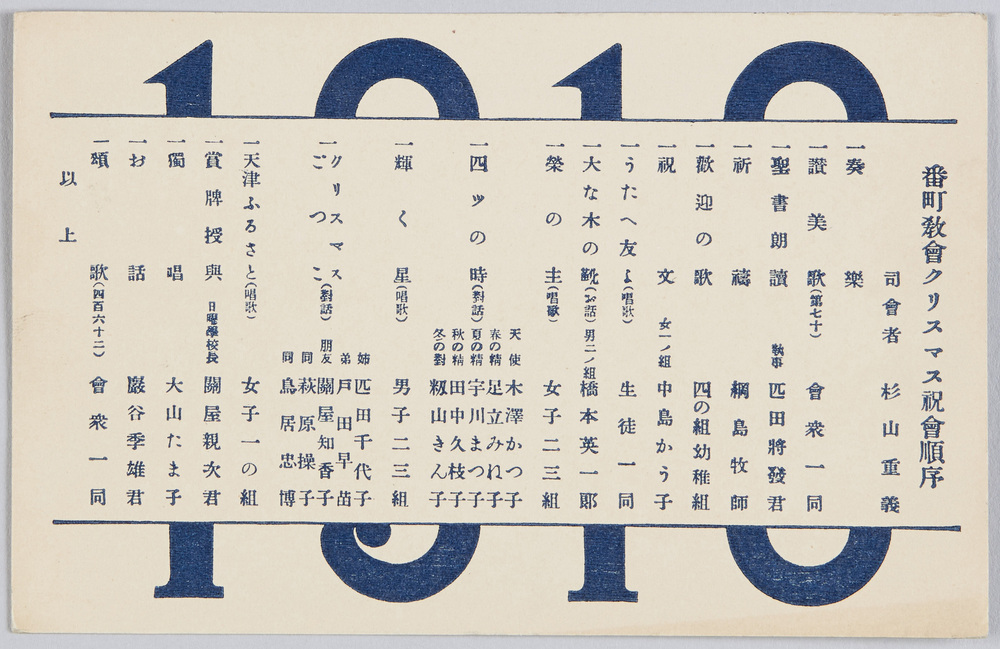 1910
番町教會クリスマス祝會順序
司會者 杉山重義
一奏樂
一讃美歌(第七十) 會衆一同
一聖書朗讀 執事 匹田將發君
一祈禱 綱島牧師
一歡迎の歌 四の組幼稚組
一祝文 女一ノ組 中島かう子
一うたへ友よ(唱歌) 生徒一同
一大な木の靴(お話) 男二ノ組 橋本英一郞
一榮の主(唱歌) 女子二三組
一四ッの時(對話) 天使 木澤かつ子
春の精 足立みね子
夏の精 宇川まつ子
秋の精 田中久枝子
冬の對 籾山きん子
一輝く星(唱歌) 男子二三組
一クリスマスごつこ(對話) 姉 匹田千代子
弟 戸田早苗
朋友 關屋知香子
同 萩原操子
同 鳥居忠博
一天津ふるさと(唱歌) 女子一の組
一賞牌授與 日曜學校長 關屋親次君
一獨唱 大山たま子
一お話 巖谷季雄君
一頌歌(四百六十二) 會衆一同
以上